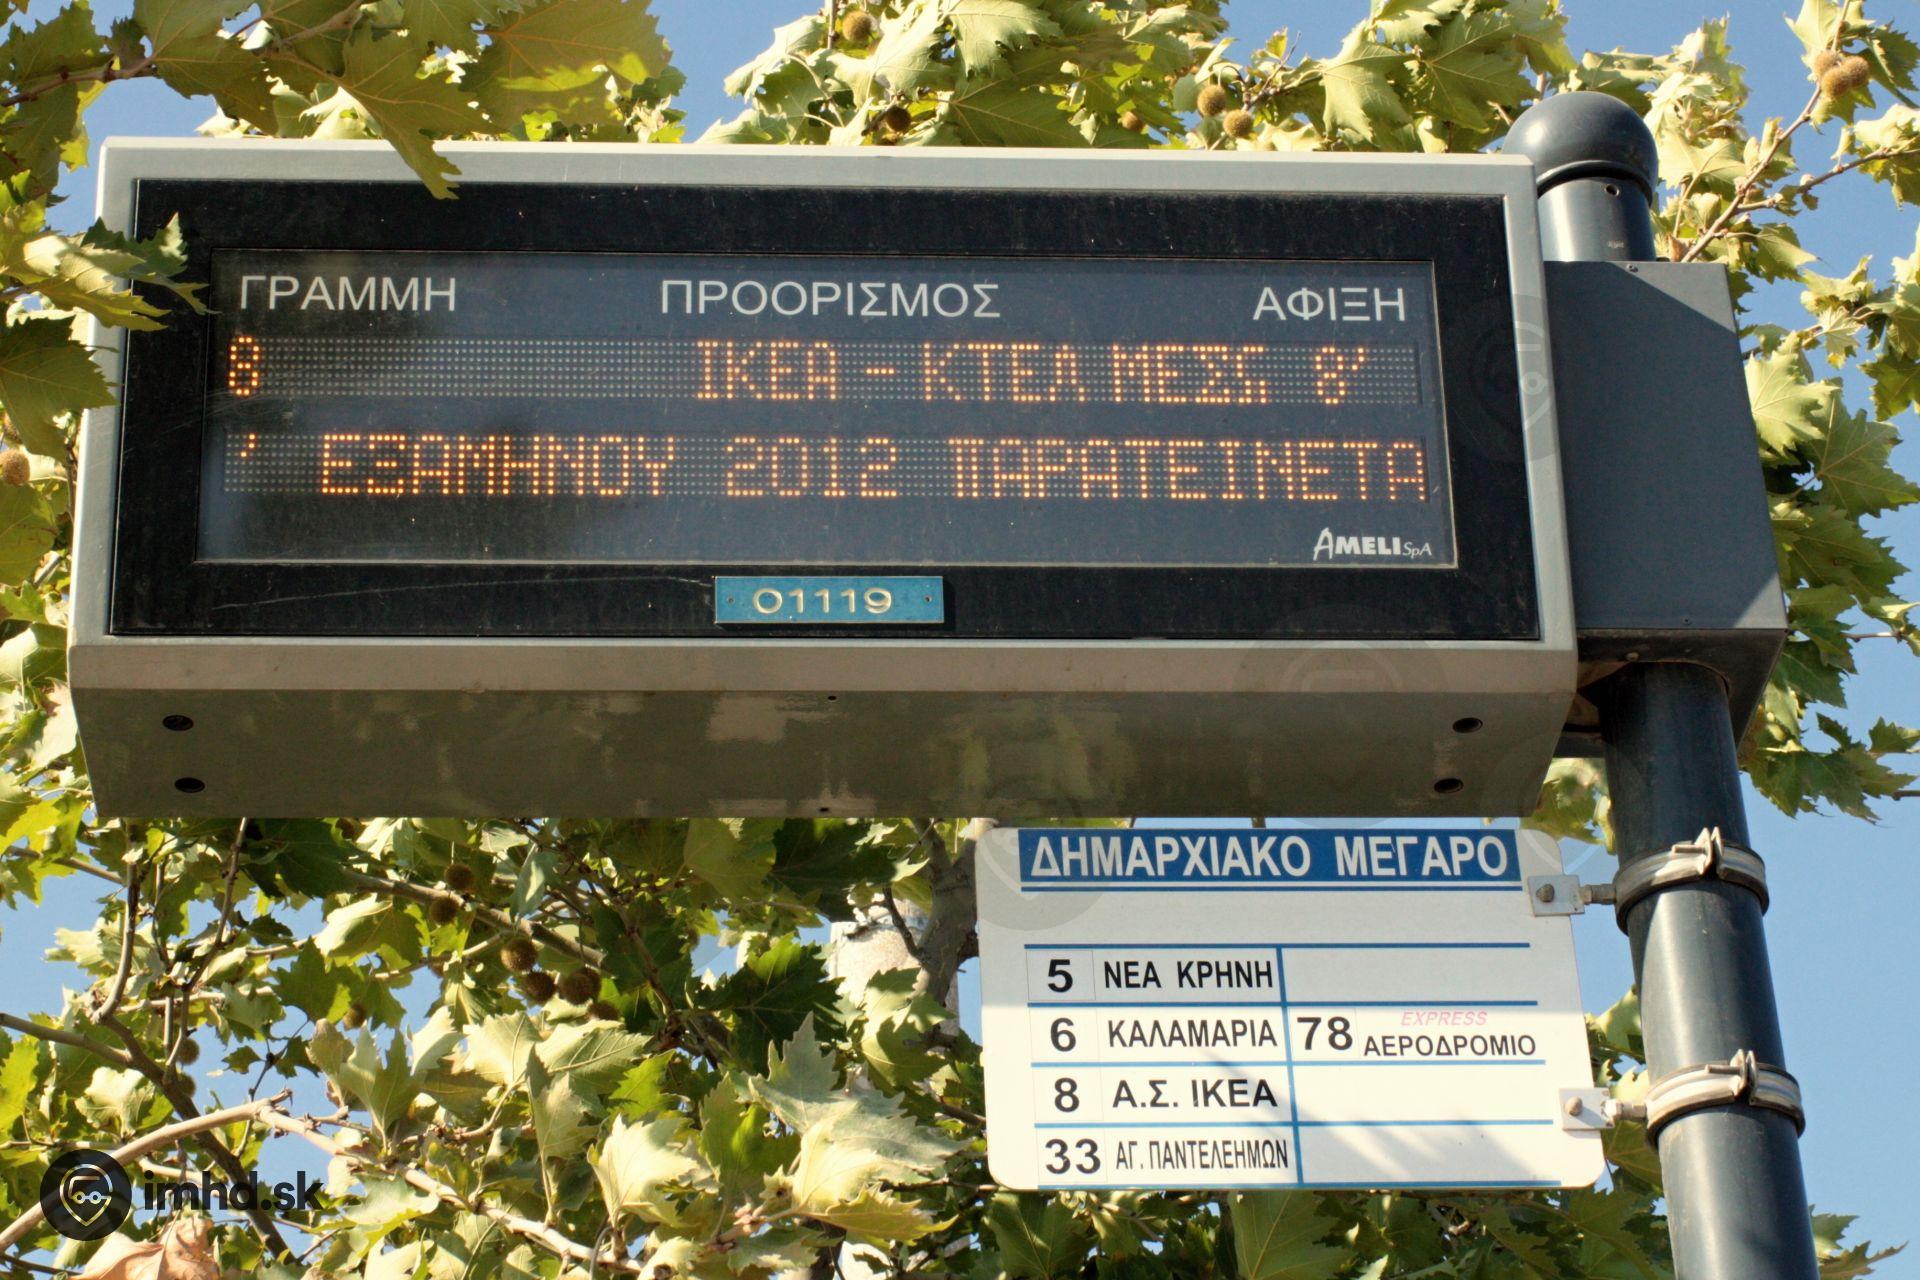 ΓΡΑΜΜΗ ΠΡΟΟΡΙΣΜΟΣ ΑΦΙΞΗ
8 ΙΚΕΑ - ΚΤΕΛ ΜΕΣΩ 8'
' ΕΞΑΜΗΝΟΥ 2012 ΠΑΡΑΤΕΙΝΕΤΑ
AMELI SpA
01119
ΔΗΜΑΡΧΙΑΚΟ ΜΕΓΑΡΟ
5 ΝΕΑ ΚΡΗΝΗ
6 ΚΑΛΑΜΑΡΙΑ 78 EXPRESS ΑΕΡΟΔΡΟΜΙΟ
8 Α.Σ. ΙΚΕΑ
33 ΑΓ. ΠΑΝΤΕΛΕΗΜΩΝ
imhd.sk